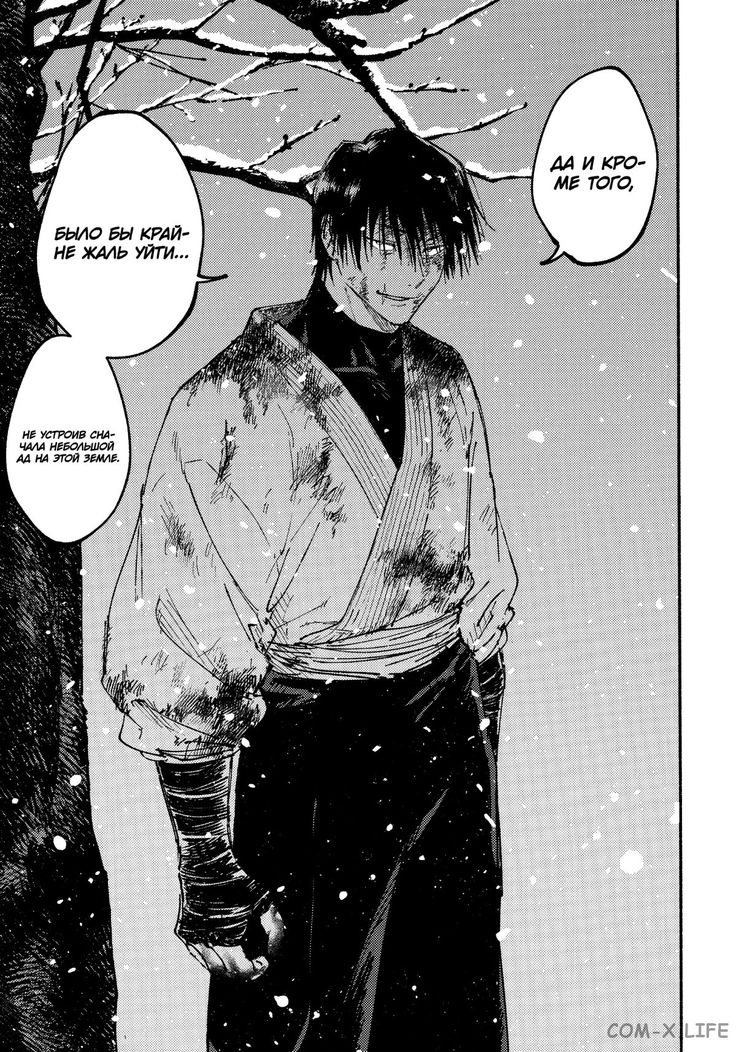 ДА И КРО-
МЕ ТОГО,
БЫЛО БЫ КРАЙ-
НЕ ЖАЛЬ УЙТИ...
НЕ УСТРОИВ СНА-
ЧАЛА НЕБОЛЬШОЙ
АД НА ЭТОЙ ЗЕМЛЕ.
COM-X.LIFE